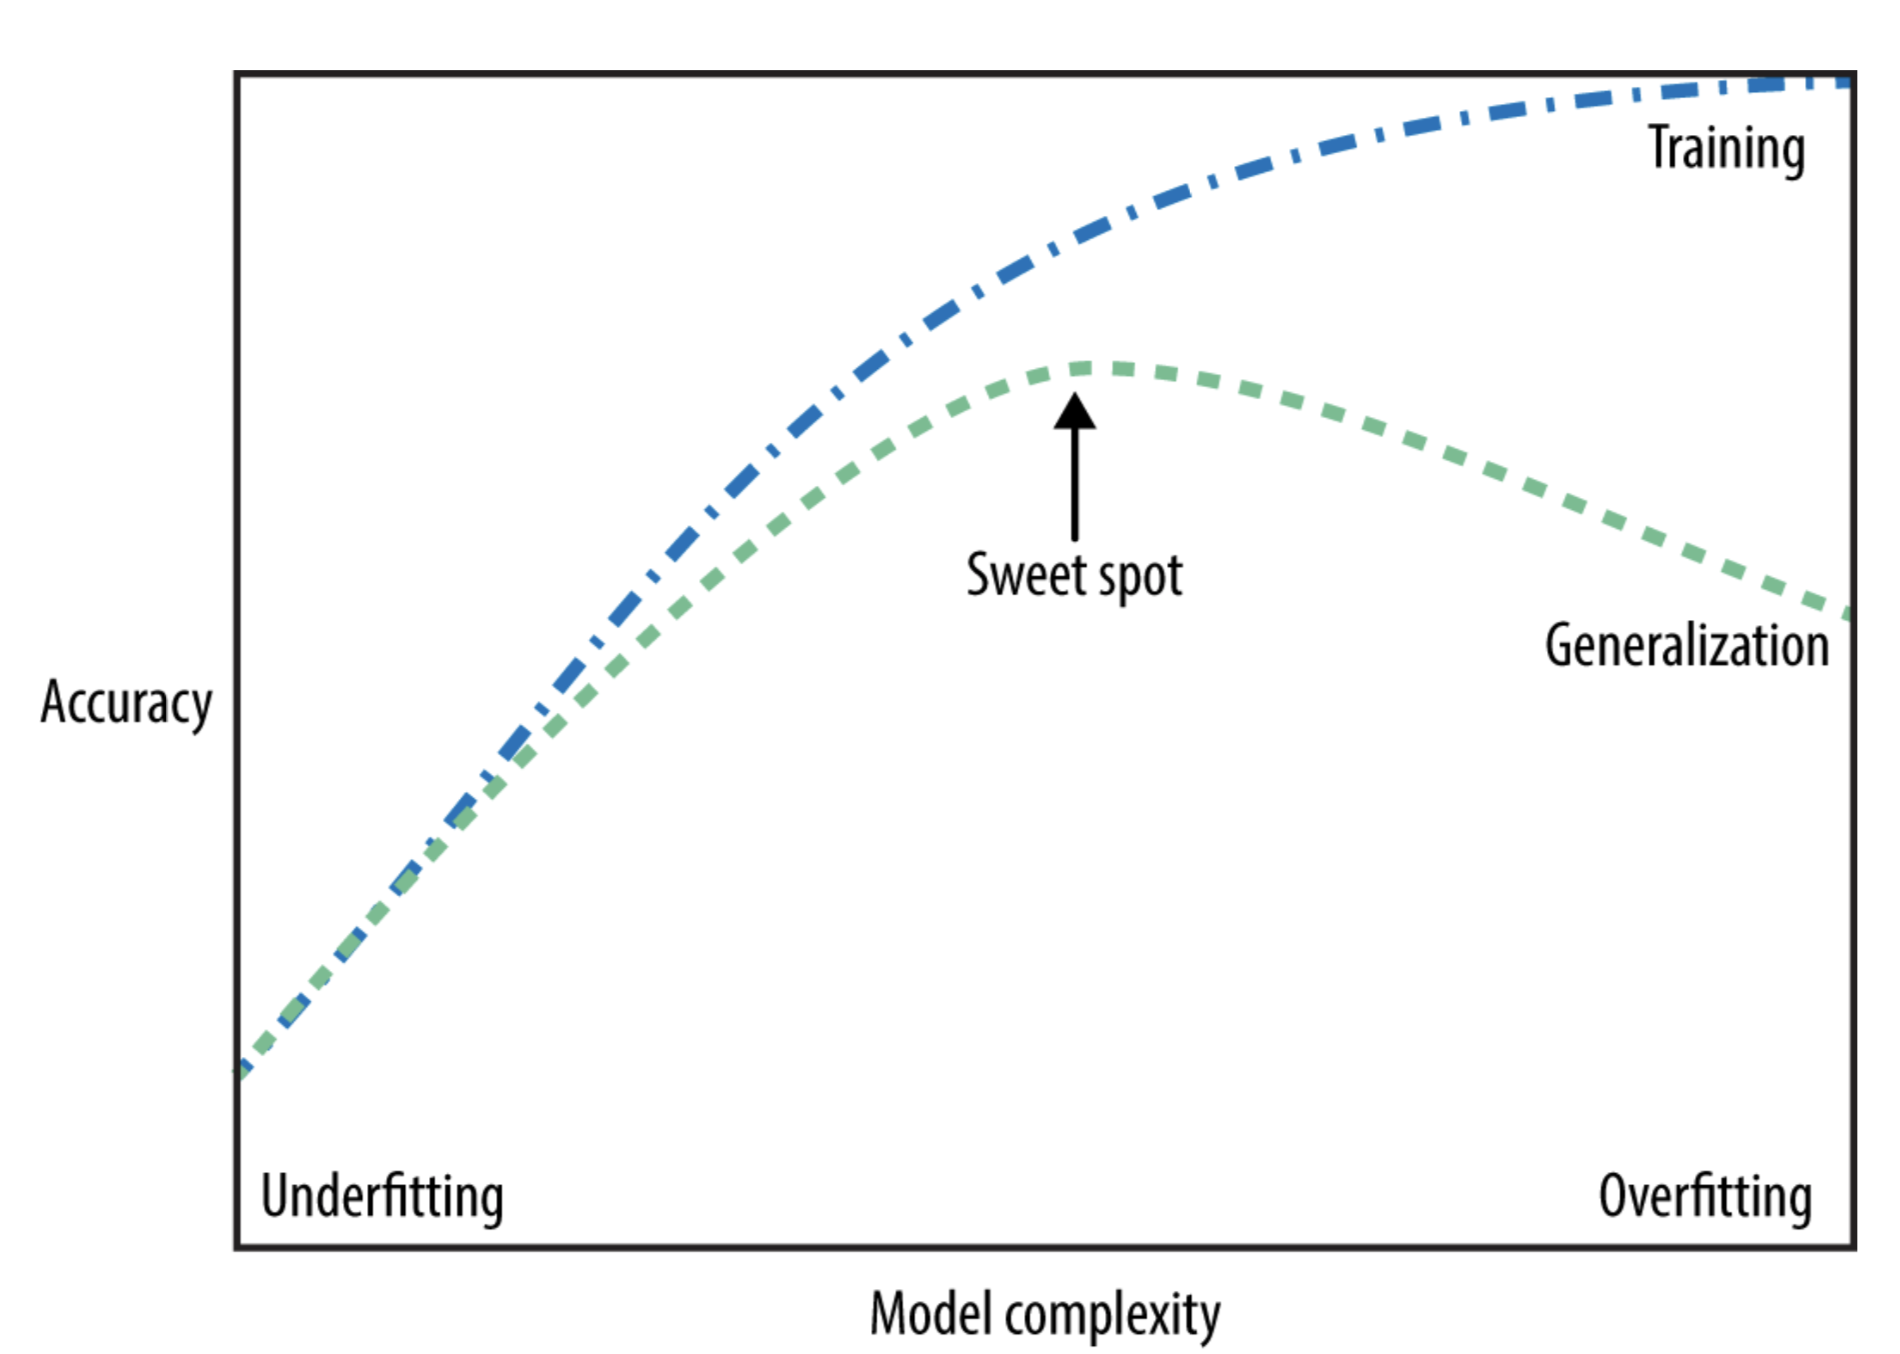 Training
Sweet spot
Generalization
Accuracy
Underfitting
Overfitting
Model complexity